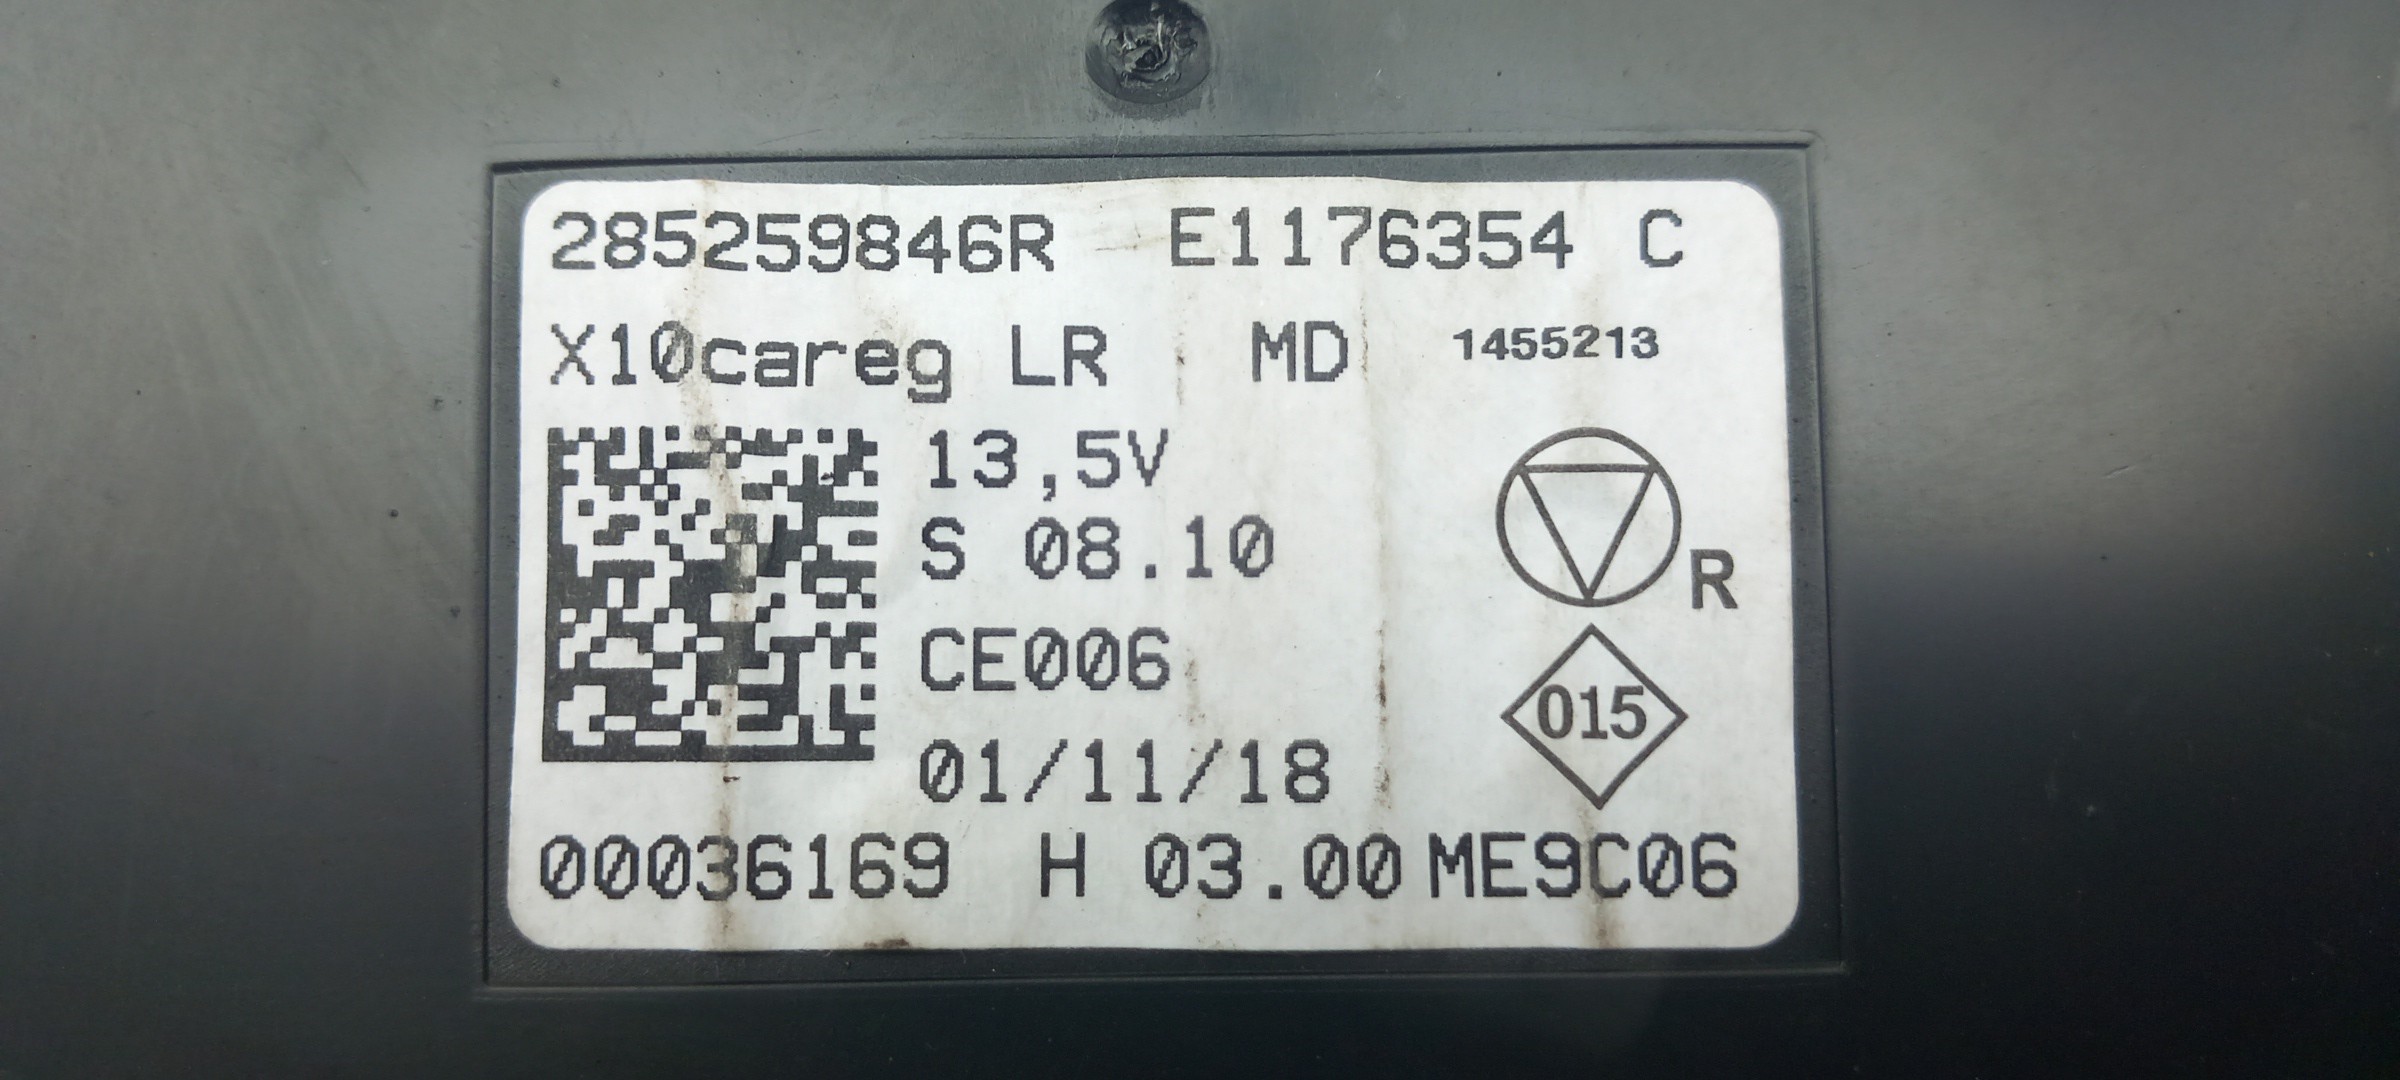 285259846R E1176354 C
X10careg LR MD 1455213
13,5V
S 08.10
R
CE006
015
01/11/18
00036169 H 03.00 ME9C06